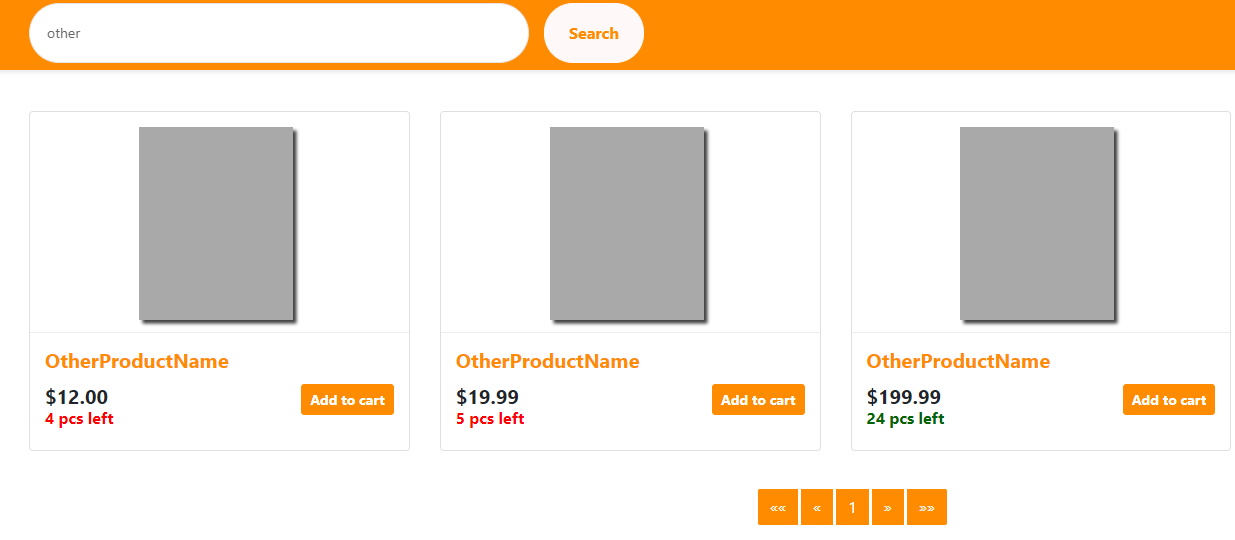 other
Search
OtherProductName
$12.00
Add to cart
4 pcs left
OtherProductName
$19.99
Add to cart
5 pcs left
OtherProductName
$199.99
Add to cart
24 pcs left
«« « 1 » »»